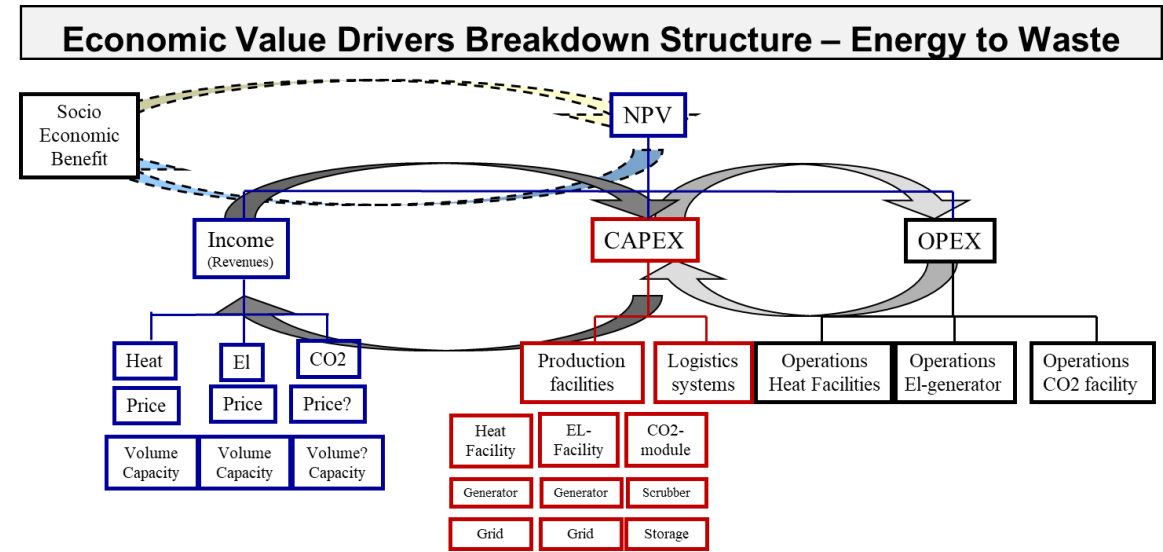 Economic Value Drivers Breakdown Structure – Energy to Waste
Socio
Economic
Benefit
NPV
Income
(Revenues)
CAPEX
OPEX
Heat
El
CO2
Price
Price
Price?
Volume
Capacity
Volume
Capacity
Volume?
Capacity
Production
facilities
Logistics
systems
Operations
Heat Facilities
Operations
El-generator
Operations
CO2 facility
Heat
Facility
EL-
Facility
CO2-
module
Generator
Generator
Scrubber
Grid
Grid
Storage